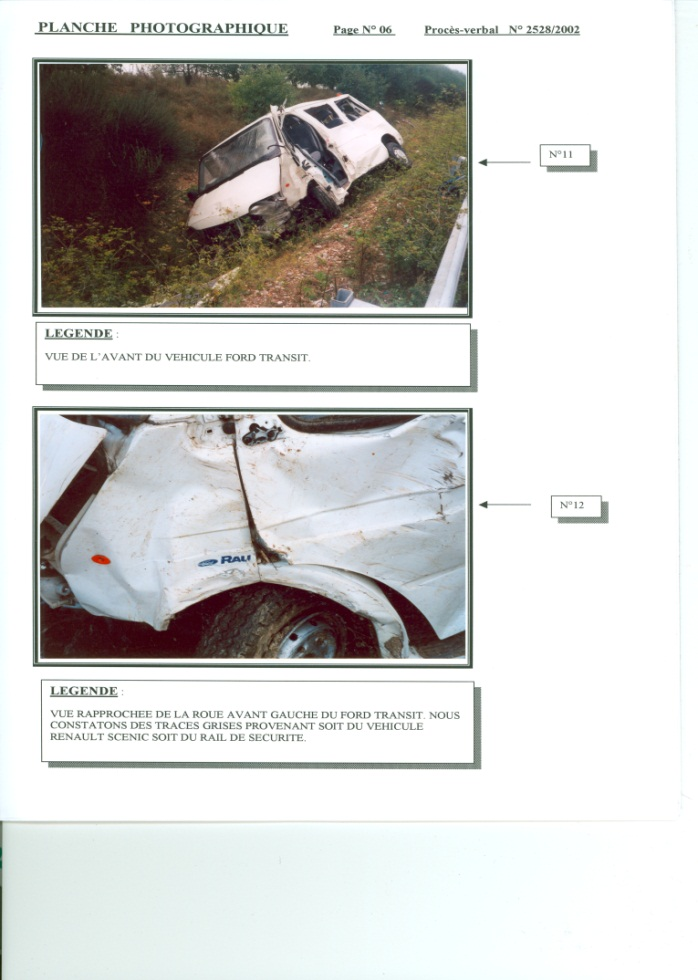 PLANCHE PHOTOGRAPHIQUE Page N° 06 Procès-verbal N° 2528/2002
N°11
LEGENDE :
VUE DE L'AVANT DU VEHICULE FORD TRANSIT.
RALI
N°12
LEGENDE :
VUE RAPPROCHEE DE LA ROUE AVANT GAUCHE DU FORD TRANSIT. NOUS
CONSTATONS DES TRACES GRISES PROVENANT SOIT DU VEHICULE
RENAULT SCENIC SOIT DU RAIL DE SECURITE.